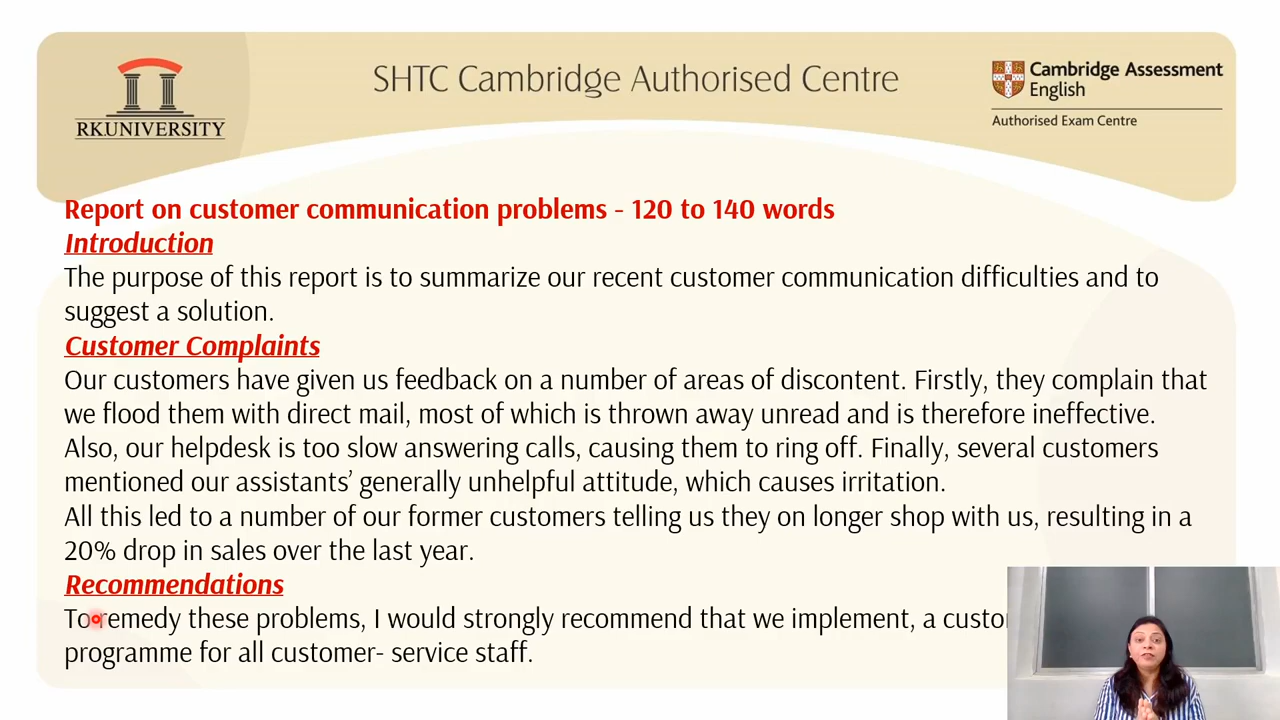 SHTC Cambridge Authorised Centre
RKUNIVERSITY
Cambridge Assessment
English
Authorised Exam Centre
Report on customer communication problems - 120 to 140 words
Introduction
The purpose of this report is to summarize our recent customer communication difficulties and to
suggest a solution.
Customer Complaints
Our customers have given us feedback on a number of areas of discontent. Firstly, they complain that
we flood them with direct mail, most of which is thrown away unread and is therefore ineffective.
Also, our helpdesk is too slow answering calls, causing them to ring off. Finally, several customers
mentioned our assistants’ generally unhelpful attitude, which causes irritation.
All this led to a number of our former customers telling us they on longer shop with us, resulting in a
20% drop in sales over the last year.
Recommendations
To remedy these problems, I would strongly recommend that we implement, a
programme for all customer- service staff.